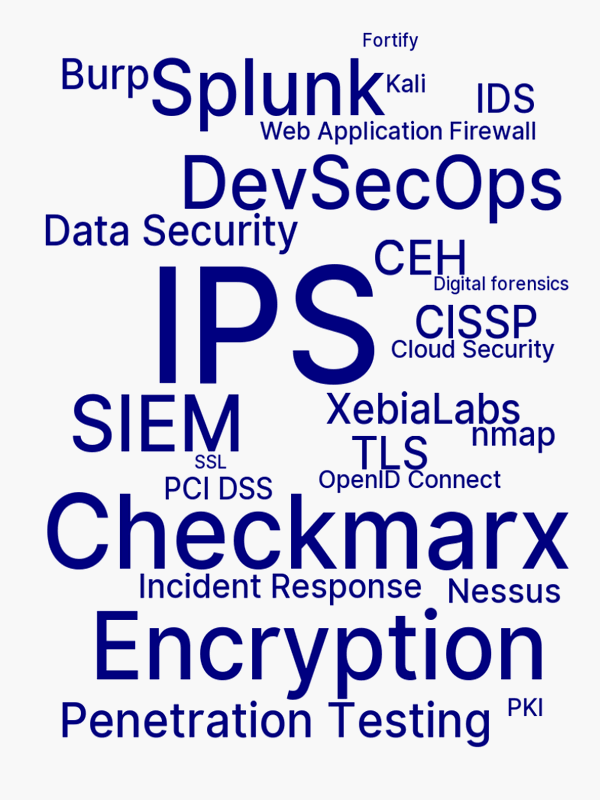 Fortify
Burp
Splunk
Kali
IDS
Web Application Firewall
DevSecOps
Data Security
CEH
Digital forensics
IPS
CISSP
Cloud Security
SIEM
XebiaLabs
nmap
TLS
SSL
OpenID Connect
PCI DSS
Checkmarx
Incident Response
Nessus
Encryption
Penetration Testing
PKI